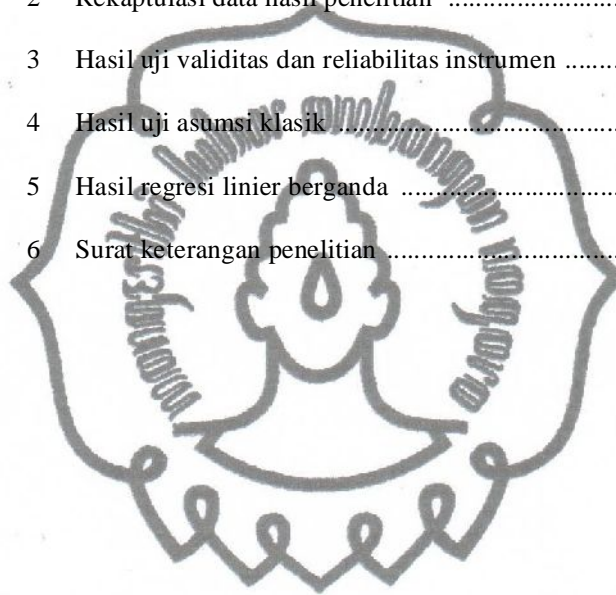 2 Rekapitulasi data hasil penelitian ........................
3 Hasil uji validitas dan reliabilitas instrumen ........
4 Hasil uji asumsi klasik ..........................................
5 Hasil regresi linier berganda .................................
6 Surat keterangan penelitian ...................................